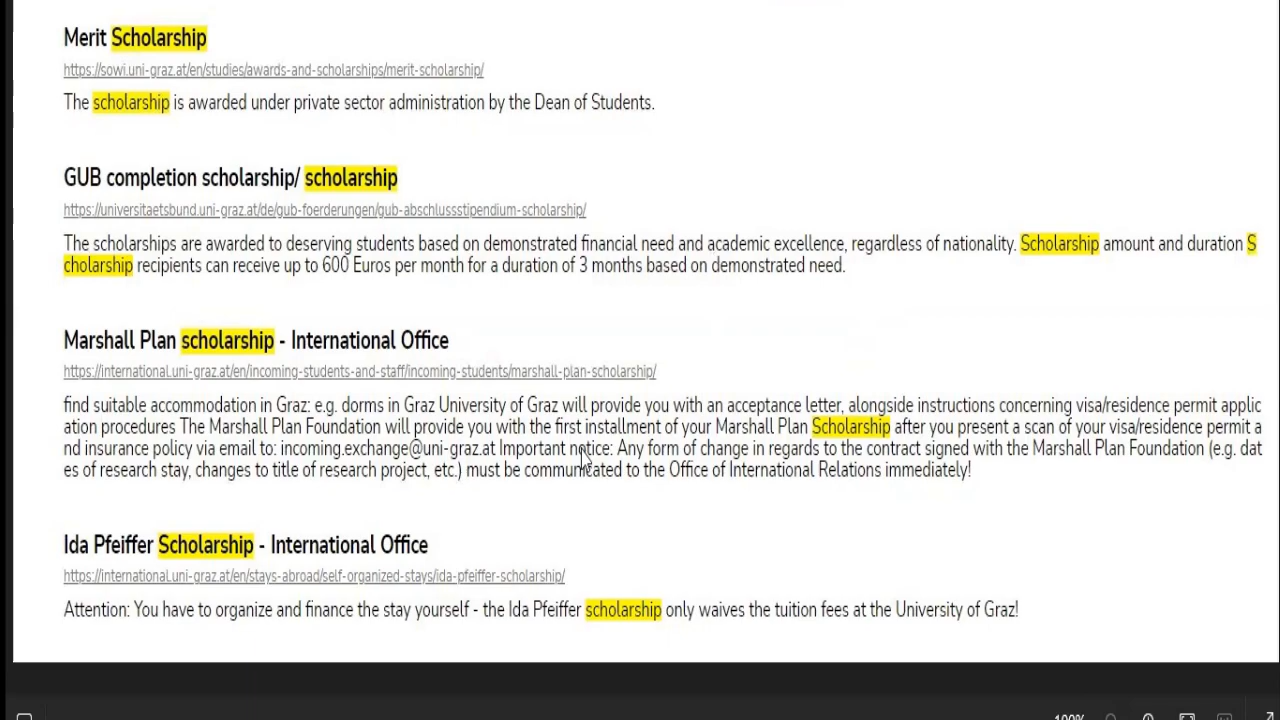 Merit Scholarship
https://sowi.uni-graz.at/en/studies/awards-and-scholarships/merit-scholarship/
The scholarship is awarded under private sector administration by the Dean of Students.
GUB completion scholarship/ scholarship
https://universitaetsbund.uni-graz.at/de/gub-foerderungen/gub-abschlussstipendium-scholarship/
The scholarships are awarded to deserving students based on demonstrated financial need and academic excellence, regardless of nationality. Scholarship amount and duration S
cholarship recipients can receive up to 600 Euros per month for a duration of 3 months based on demonstrated need.
Marshall Plan scholarship - International Office
https://international.uni-graz.at/en/incoming-students-and-staff/incoming-students/marshall-plan-scholarship/
find suitable accommodation in Graz: e.g. dorms in Graz University of Graz will provide you with an acceptance letter, alongside instructions concerning visa/residence permit applic
ation procedures The Marshall Plan Foundation will provide you with the first installment of your Marshall Plan Scholarship after you present a scan of your visa/residence permit a
nd insurance policy via email to: incoming.exchange@uni-graz.at Important notice: Any form of change in regards to the contract signed with the Marshall Plan Foundation (e.g. dat
es of research stay, changes to title of research project, etc.) must be communicated to the Office of International Relations immediately!
Ida Pfeiffer Scholarship - International Office
https://international.uni-graz.at/en/stays-abroad/self-organized-stays/ida-pfeiffer-scholarship/
Attention: You have to organize and finance the stay yourself - the Ida Pfeiffer scholarship only waives the tuition fees at the University of Graz!
100%